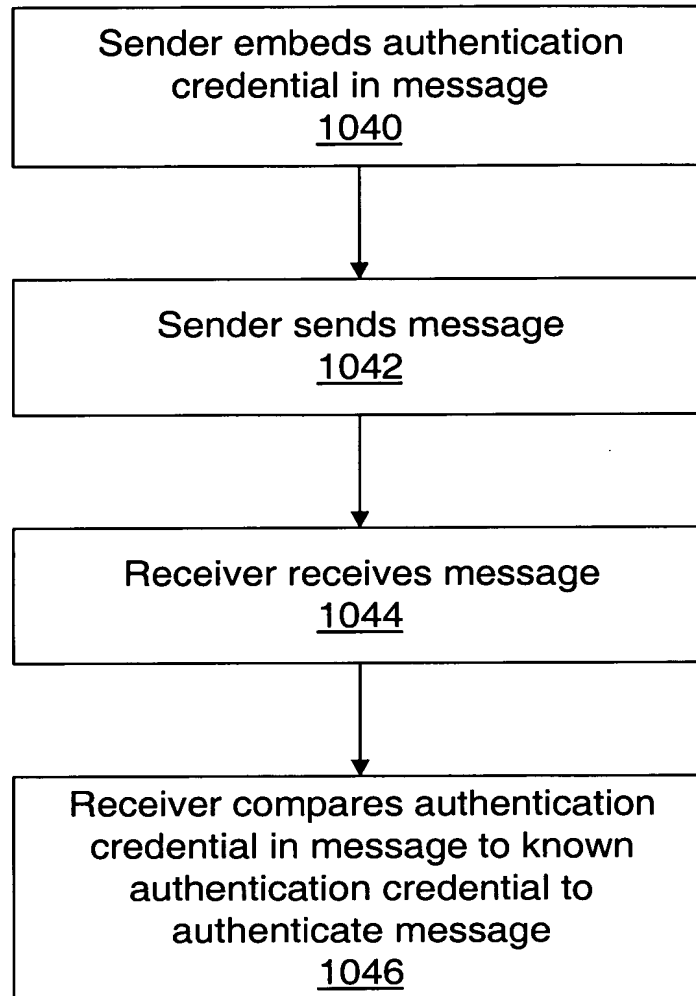 Sender embeds authentication
credential in message
1040
Sender sends message
1042
Receiver receives message
1044
Receiver compares authentication
credential in message to known
authentication credential to
authenticate message
1046